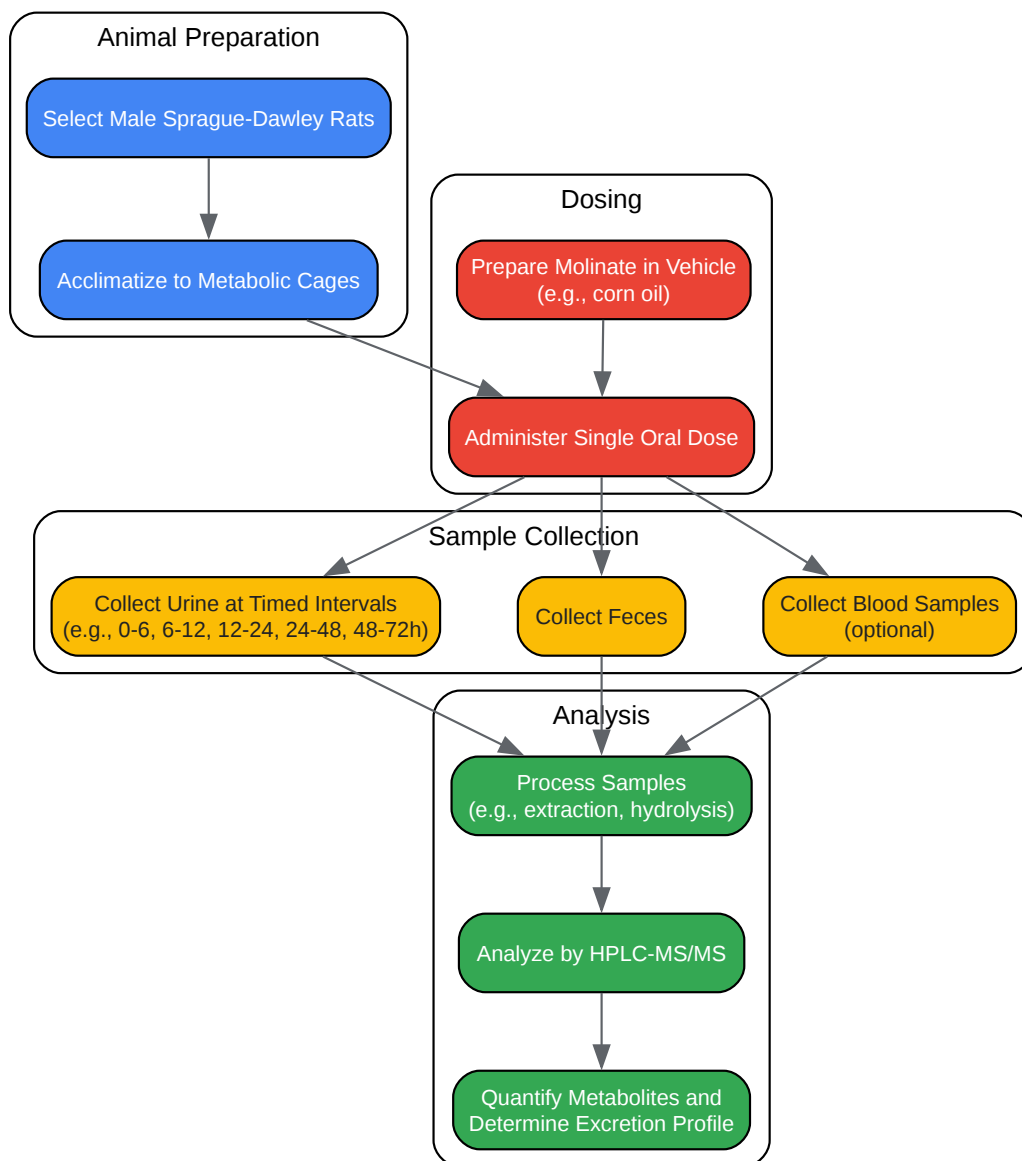 Animal Preparation
Select Male Sprague-Dawley Rats
Acclimatize to Metabolic Cages
Dosing
Prepare Molinate in Vehicle
(e.g., corn oil)
Administer Single Oral Dose
Sample Collection
Collect Urine at Timed Intervals
(e.g., 0-6, 6-12, 12-24, 24-48, 48-72h)
Collect Feces
Collect Blood Samples
(optional)
Analysis
Process Samples
(e.g., extraction, hydrolysis)
Analyze by HPLC-MS/MS
Quantify Metabolites and
Determine Excretion Profile